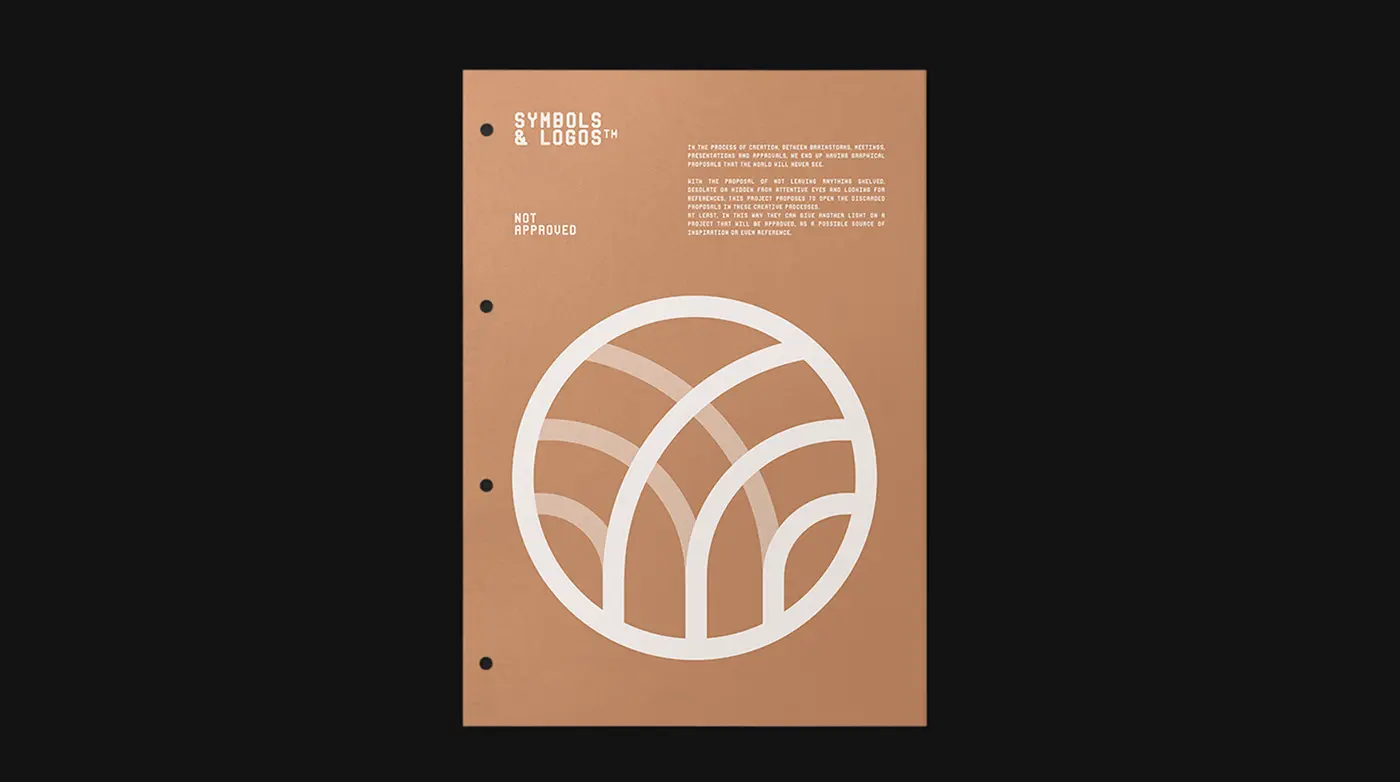 SYMBOLS
& LOGOS™
IN THE PROCESS OF CREATION, BETWEEN BRAINSTORMS, MEETINGS,
PRESENTATIONS AND APPROVALS, WE END UP HAVING GRAPHICAL
PROPOSALS THAT THE WORLD WILL NEVER SEE.
WITH THE PROPOSAL OF NOT LEAVING ANYTHING SHELVED,
DESOLATE OR HIDDEN FROM ATTENTIVE EYES AND LOOKING FOR
REFERENCES, THIS PROJECT PROPOSES TO OPEN THE DISCARDED
PROPOSALS IN THESE CREATIVE PROCESSES.
AT LEAST, IN THIS WAY THEY CAN GIVE ANOTHER LIGHT ON A
PROJECT THAT WILL BE APPROVED, AS A POSSIBLE SOURCE OF
INSPIRATION OR EVEN REFERENCE.
NOT
APPROVED